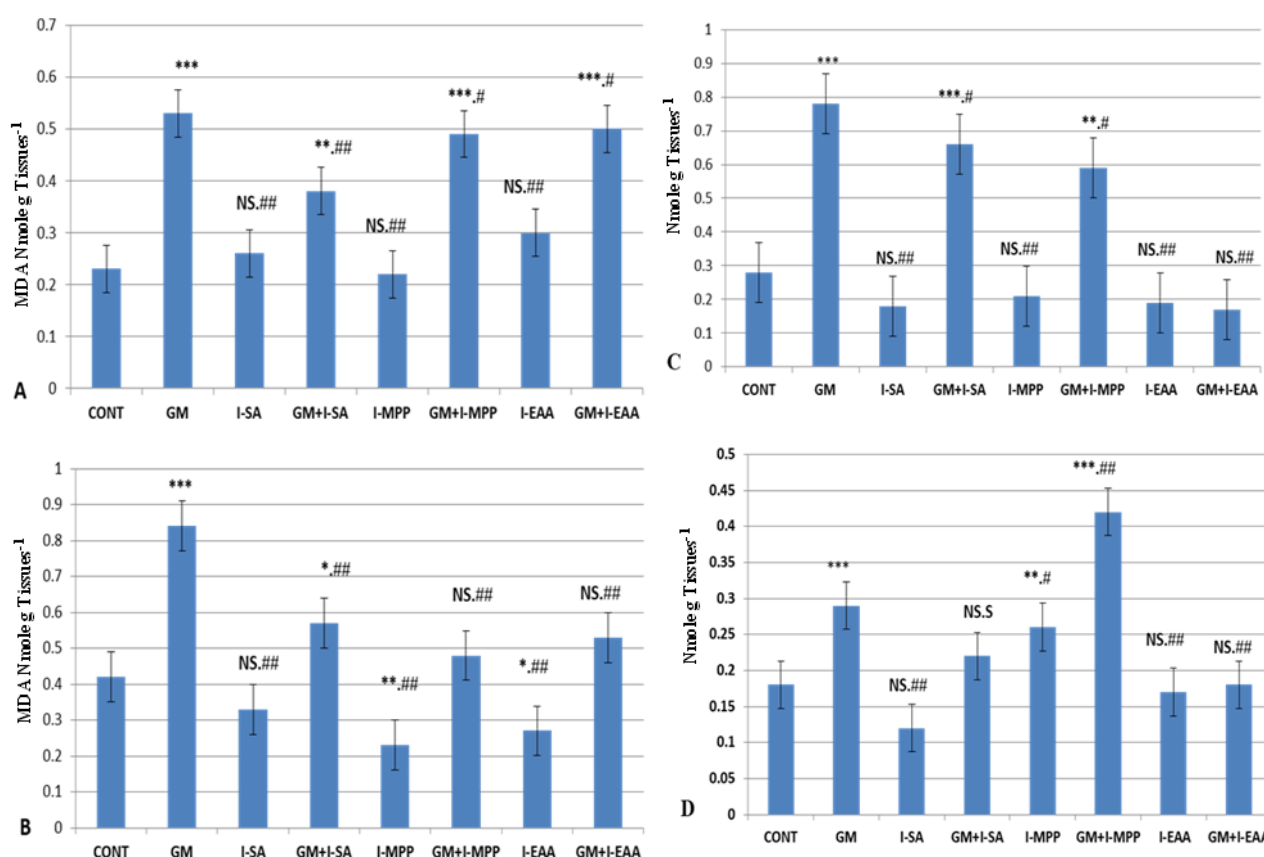 MDA Nmole g Tissues-1
0.7
0.6
0.5
0.4
0.3
0.2
0.1
0
***
NS.##
**.##
NS.##
***.#
NS.##
***.#
CONT GM I-SA GM+I-SA I-MPP GM+I-MPP I-EAA GM+I-EAA
A
Nmole g Tissues-1
1
0.9
0.8
0.7
0.6
0.5
0.4
0.3
0.2
0.1
0
***
NS.##
***.#
NS.##
**.#
NS.##
NS.##
CONT GM I-SA GM+I-SA I-MPP GM+I-MPP I-EAA GM+I-EAA
C
MDA Nmole g Tissues-1
1
0.9
0.8
0.7
0.6
0.5
0.4
0.3
0.2
0.1
0
***
NS.##
*.##
**.##
NS.##
*.##
NS.##
CONT GM I-SA GM+I-SA I-MPP GM+I-MPP I-EAA GM+I-EAA
B
Nmole g Tissues-1
0.5
0.45
0.4
0.35
0.3
0.25
0.2
0.15
0.1
0.05
0
***
NS.##
NS.S
**.#
***.##
NS.##
NS.##
CONT GM I-SA GM+I-SA I-MPP GM+I-MPP I-EAA GM+I-EAA
D